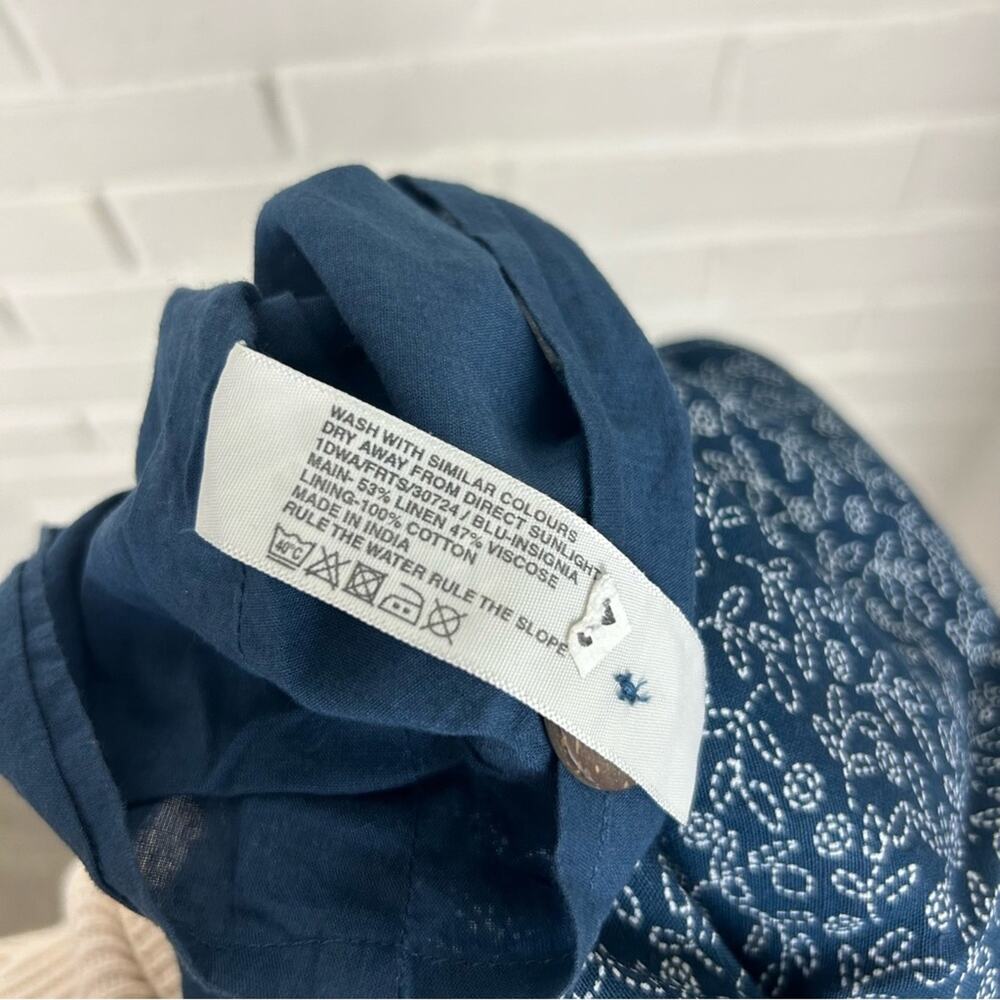 WASH WITH SIMILAR COLOURS
DRY AWAY FROM DIRECT SUNLIGHT
1DWA/FRTS/30724 / BLU-INSIGNIA
MAIN- 53% LINEN 47% VISCOSE
LINING-100% COTTON
MADE IN INDIA
RULE THE WATER RULE THE SLOPE
40°C